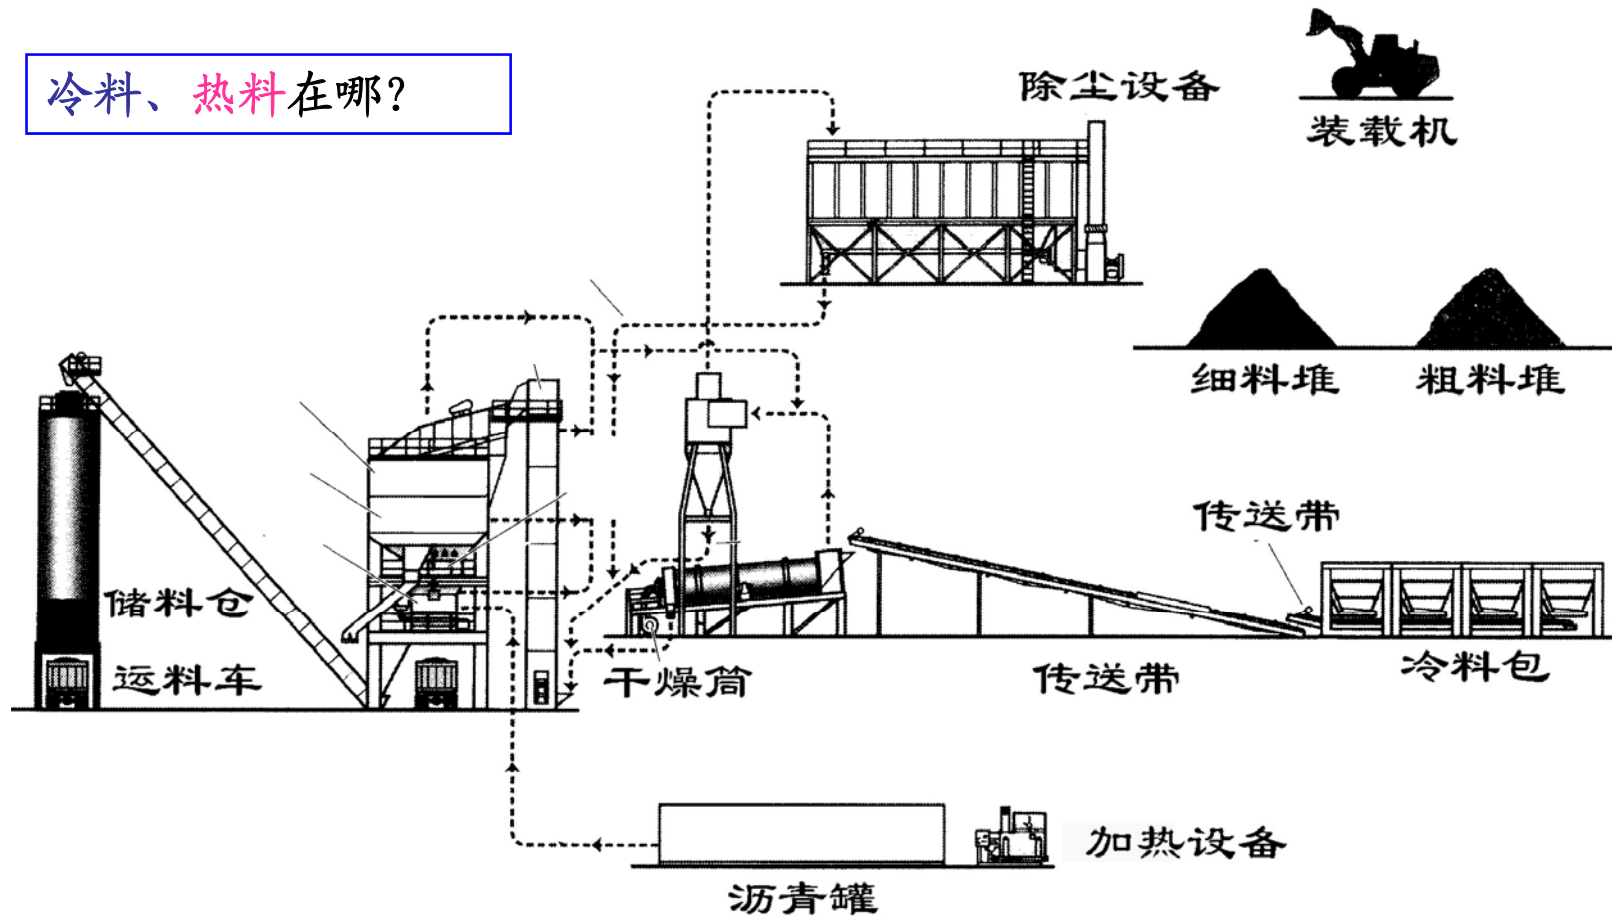 冷料、热料在哪?
除尘设备
装载机
细料堆
粗料堆
传送带
储料仓
运料车
干燥筒
传送带
冷料包
加热设备
沥青罐